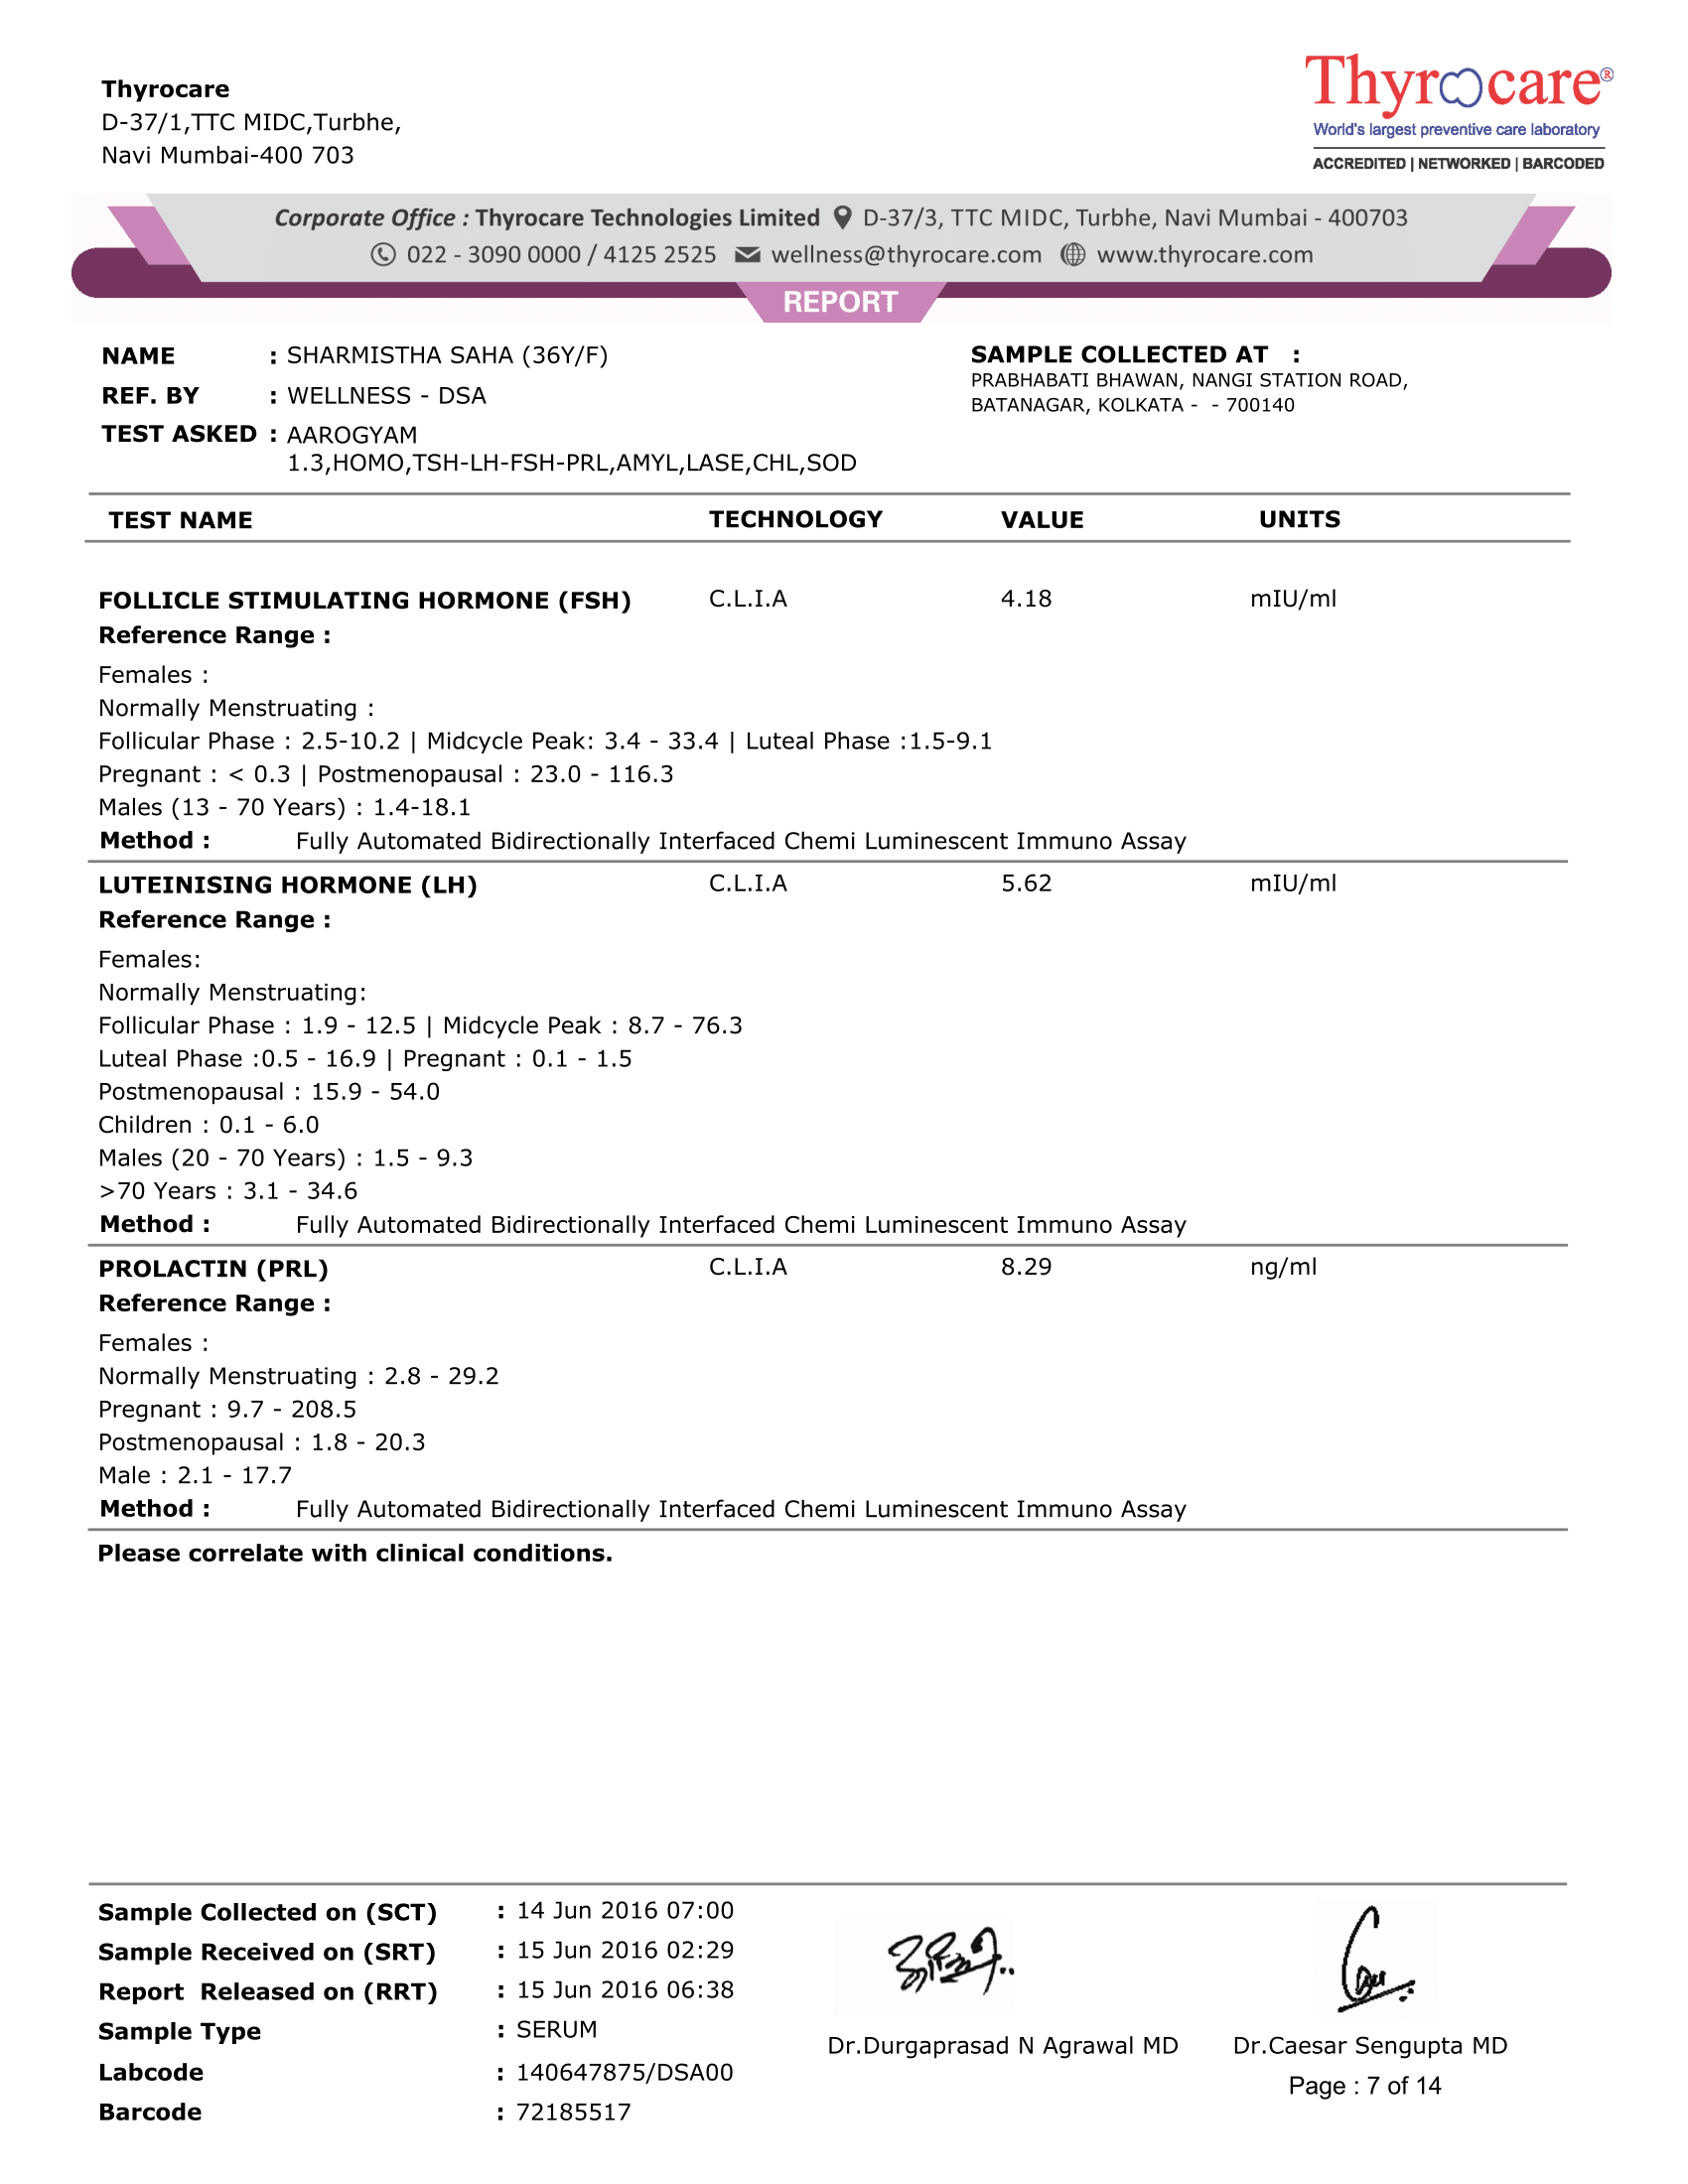 Thyrocare
D-37/1,TTC MIDC,Turbhe,
Navi Mumbai-400 703
Thyrocare®
World's largest preventive care laboratory
ACCREDITED | NETWORKED | BARCODED
Corporate Office : Thyrocare Technologies Limited D-37/3, TTC MIDC, Turbhe, Navi Mumbai - 400703
022 - 3090 0000 / 4125 2525 wellness@thyrocare.com www.thyrocare.com
REPORT
NAME : SHARMISTHA SAHA (36Y/F)
REF. BY : WELLNESS - DSA
TEST ASKED : AAROGYAM
1.3,HOMO,TSH-LH-FSH-PRL,AMYL,LASE,CHL,SOD
SAMPLE COLLECTED AT :
PRABHABATI BHAWAN, NANGI STATION ROAD,
BATANAGAR, KOLKATA - - 700140
TEST NAME TECHNOLOGY VALUE UNITS
FOLLICLE STIMULATING HORMONE (FSH) C.L.I.A 4.18 mIU/ml
Reference Range :
Females :
Normally Menstruating :
Follicular Phase : 2.5-10.2 | Midcycle Peak: 3.4 - 33.4 | Luteal Phase :1.5-9.1
Pregnant : < 0.3 | Postmenopausal : 23.0 - 116.3
Males (13 - 70 Years) : 1.4-18.1
Method : Fully Automated Bidirectionally Interfaced Chemi Luminescent Immuno Assay
LUTEINISING HORMONE (LH) C.L.I.A 5.62 mIU/ml
Reference Range :
Females:
Normally Menstruating:
Follicular Phase : 1.9 - 12.5 | Midcycle Peak : 8.7 - 76.3
Luteal Phase :0.5 - 16.9 | Pregnant : 0.1 - 1.5
Postmenopausal : 15.9 - 54.0
Children : 0.1 - 6.0
Males (20 - 70 Years) : 1.5 - 9.3
>70 Years : 3.1 - 34.6
Method : Fully Automated Bidirectionally Interfaced Chemi Luminescent Immuno Assay
PROLACTIN (PRL) C.L.I.A 8.29 ng/ml
Reference Range :
Females :
Normally Menstruating : 2.8 - 29.2
Pregnant : 9.7 - 208.5
Postmenopausal : 1.8 - 20.3
Male : 2.1 - 17.7
Method : Fully Automated Bidirectionally Interfaced Chemi Luminescent Immuno Assay
Please correlate with clinical conditions.
Sample Collected on (SCT) : 14 Jun 2016 07:00
Sample Received on (SRT) : 15 Jun 2016 02:29
Report Released on (RRT) : 15 Jun 2016 06:38
Sample Type : SERUM
Labcode : 140647875/DSA00
Barcode : 72185517
Dr.Durgaprasad N Agrawal MD
Dr.Caesar Sengupta MD
Page : 7 of 14